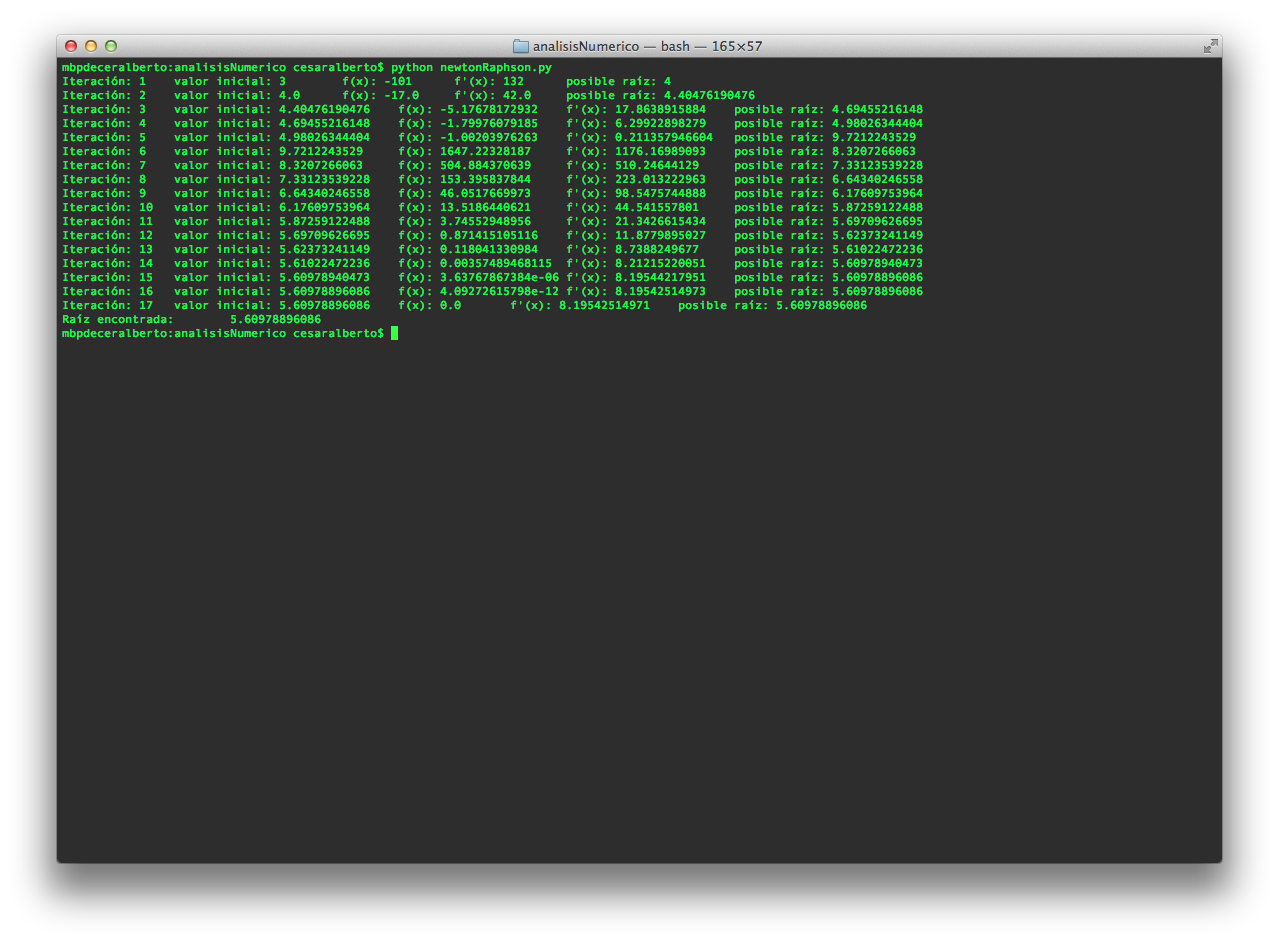 analisisNumerico — bash — 165×57
mbpdeceralberto:analisisNumerico cesaralberto$ python newtonRaphson.py
Iteración: 1 valor inicial: 3 f(x): -101 f'(x): 132 posible raíz: 4
Iteración: 2 valor inicial: 4.0 f(x): -17.0 f'(x): 42.0 posible raíz: 4.40476190476
Iteración: 3 valor inicial: 4.40476190476 f(x): -5.17678172932 f'(x): 17.8638915884 posible raíz: 4.69455216148
Iteración: 4 valor inicial: 4.69455216148 f(x): -1.79976079185 f'(x): 6.29922898279 posible raíz: 4.98026344404
Iteración: 5 valor inicial: 4.98026344404 f(x): -1.00203976263 f'(x): 0.211357946604 posible raíz: 9.7212243529
Iteración: 6 valor inicial: 9.7212243529 f(x): 1647.22328187 f'(x): 1176.16989093 posible raíz: 8.3207266063
Iteración: 7 valor inicial: 8.3207266063 f(x): 504.884370639 f'(x): 510.24644129 posible raíz: 7.33123539228
Iteración: 8 valor inicial: 7.33123539228 f(x): 153.395837844 f'(x): 223.013222963 posible raíz: 6.64340246558
Iteración: 9 valor inicial: 6.64340246558 f(x): 46.0517669973 f'(x): 98.5475744888 posible raíz: 6.17609753964
Iteración: 10 valor inicial: 6.17609753964 f(x): 13.5186440621 f'(x): 44.541557801 posible raíz: 5.87259122488
Iteración: 11 valor inicial: 5.87259122488 f(x): 3.74552948956 f'(x): 21.3426615434 posible raíz: 5.69709626695
Iteración: 12 valor inicial: 5.69709626695 f(x): 0.871415105116 f'(x): 11.8779895027 posible raíz: 5.62373241149
Iteración: 13 valor inicial: 5.62373241149 f(x): 0.118041330984 f'(x): 8.7388249677 posible raíz: 5.61022472236
Iteración: 14 valor inicial: 5.61022472236 f(x): 0.00357489468115 f'(x): 8.21215220051 posible raíz: 5.60978940473
Iteración: 15 valor inicial: 5.60978940473 f(x): 3.63767867384e-06 f'(x): 8.19544217951 posible raíz: 5.60978896086
Iteración: 16 valor inicial: 5.60978896086 f(x): 4.09272615798e-12 f'(x): 8.19542514973 posible raíz: 5.60978896086
Iteración: 17 valor inicial: 5.60978896086 f(x): 0.0 f'(x): 8.19542514971 posible raíz: 5.60978896086
Raíz encontrada: 5.60978896086
mbpdeceralberto:analisisNumerico cesaralberto$